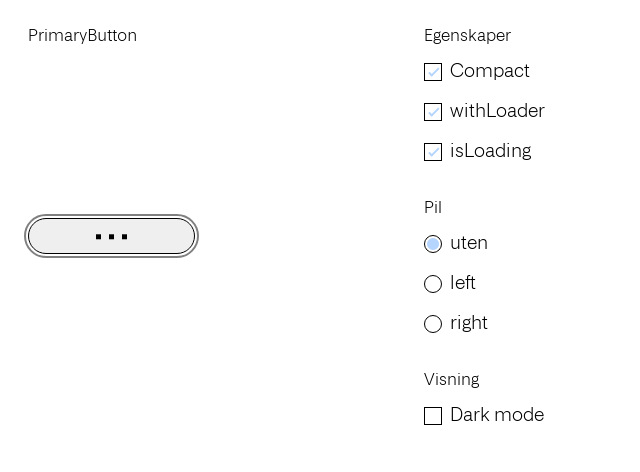 PrimaryButton
Egenskaper
Compact
withLoader
isLoading
Pil
uten
left
right
Visning
Dark mode